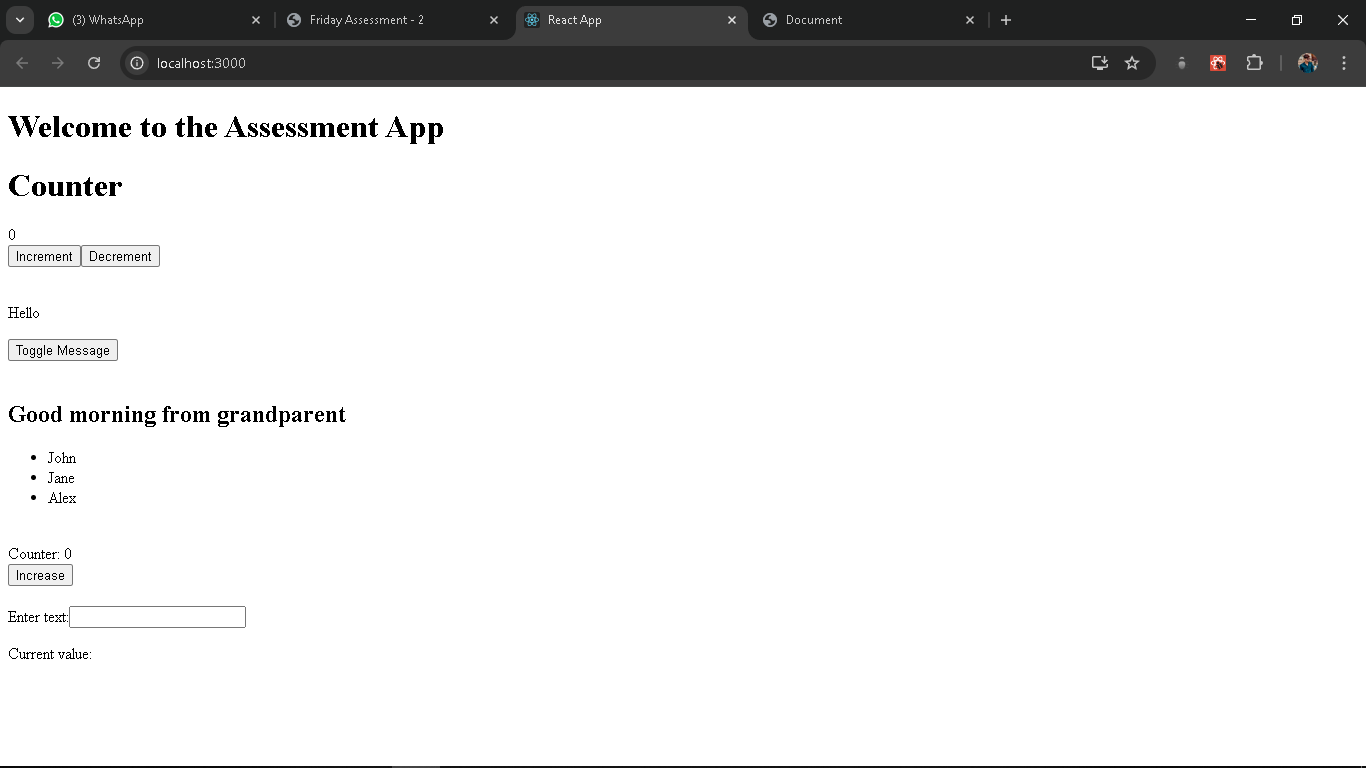 (3) WhatsApp
Friday Assessment - 2
React App
Document
localhost:3000
Welcome to the Assessment App
Counter
0
Increment Decrement
Hello
Toggle Message
Good morning from grandparent
John
Jane
Alex
Counter: 0
Increase
Enter text:
Current value: